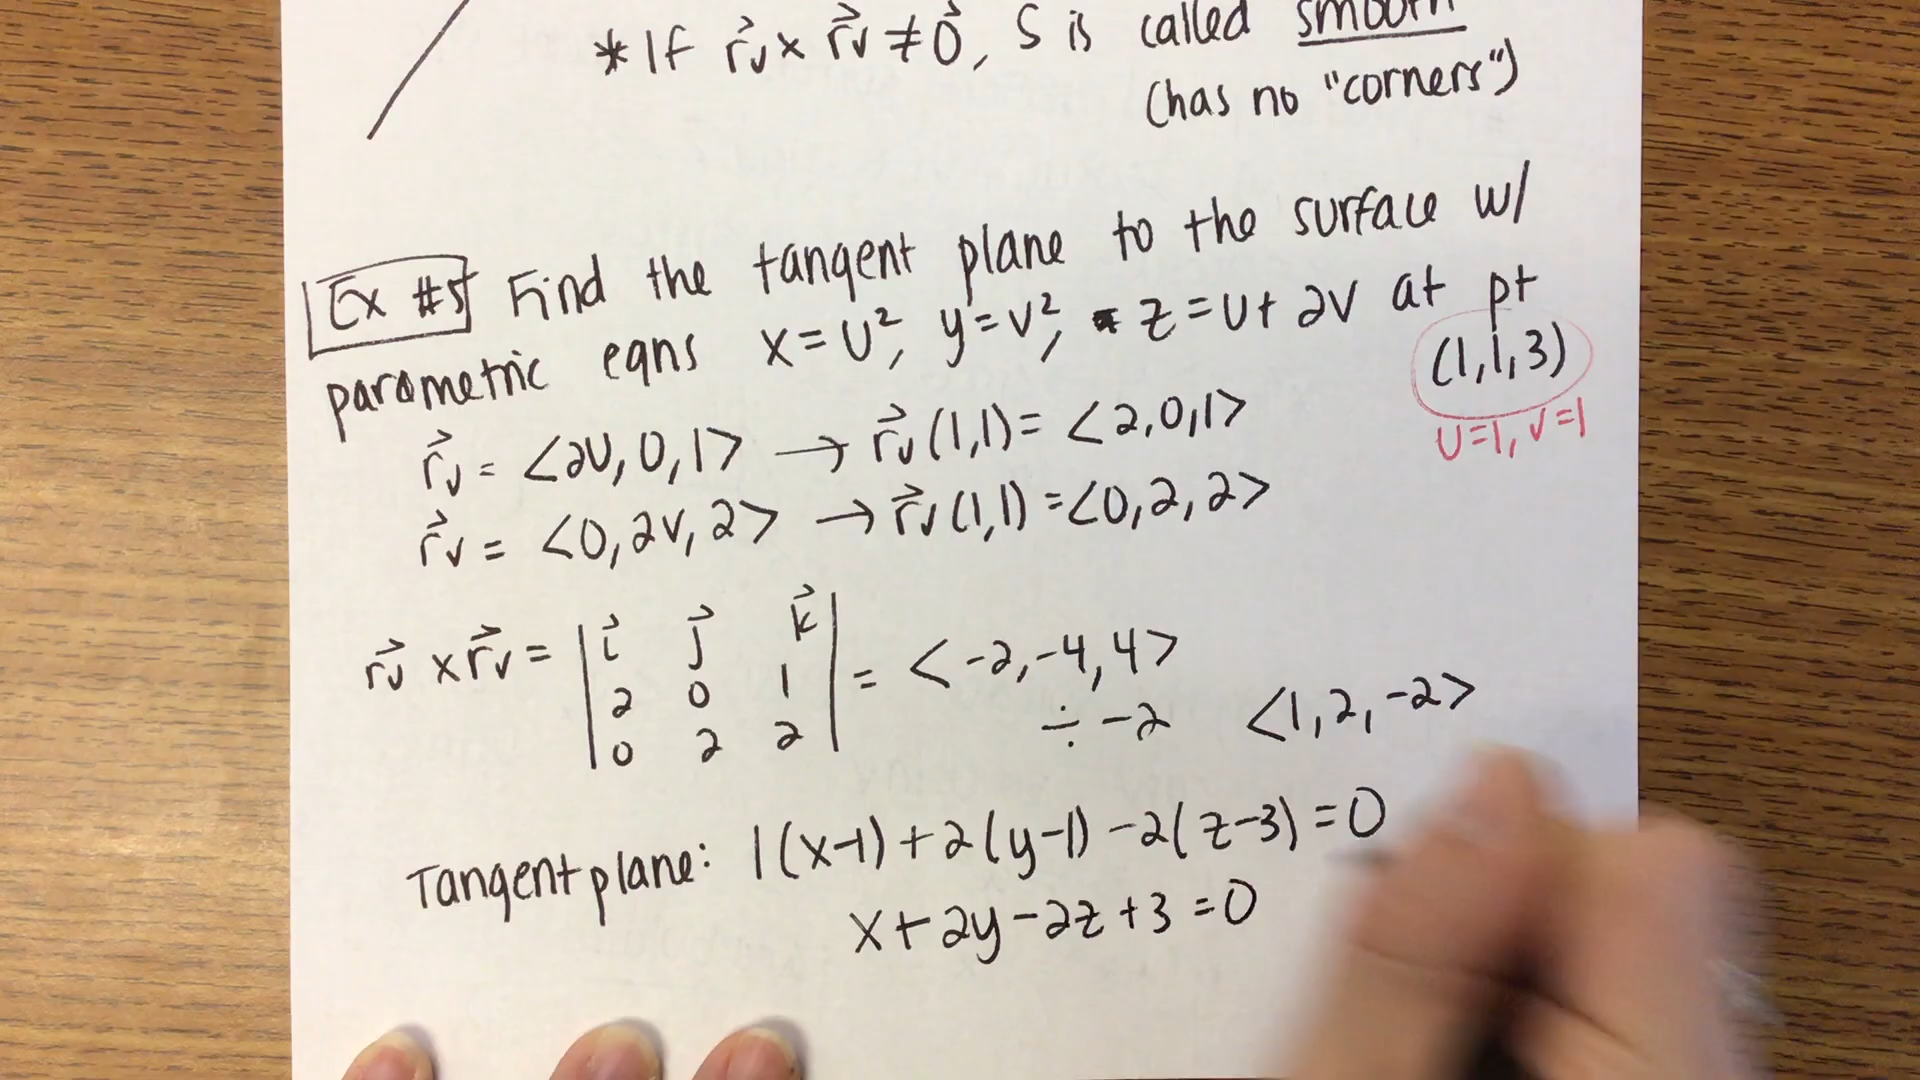 *If r⃗ᵤ × r⃗ᵥ ≠ 0⃗, S is called smooth
(has no "corners")
Ex #5 Find the tangent plane to the surface w/
parametric eqns x = u², y = v², z = u + 2v at pt
(1,1,3)
u=1, v=1
r⃗ᵤ = <2u, 0, 1> → r⃗ᵤ(1,1) = <2,0,1>
r⃗ᵥ = <0, 2v, 2> → r⃗ᵥ(1,1) = <0,2,2>
r⃗ᵤ × r⃗ᵥ = | i⃗ j⃗ k⃗ | = <-2,-4,4>
2 0 1
0 2 2
÷ -2 <1, 2, -2>
Tangent plane: 1(x-1) + 2(y-1) - 2(z-3) = 0
x + 2y - 2z + 3 = 0